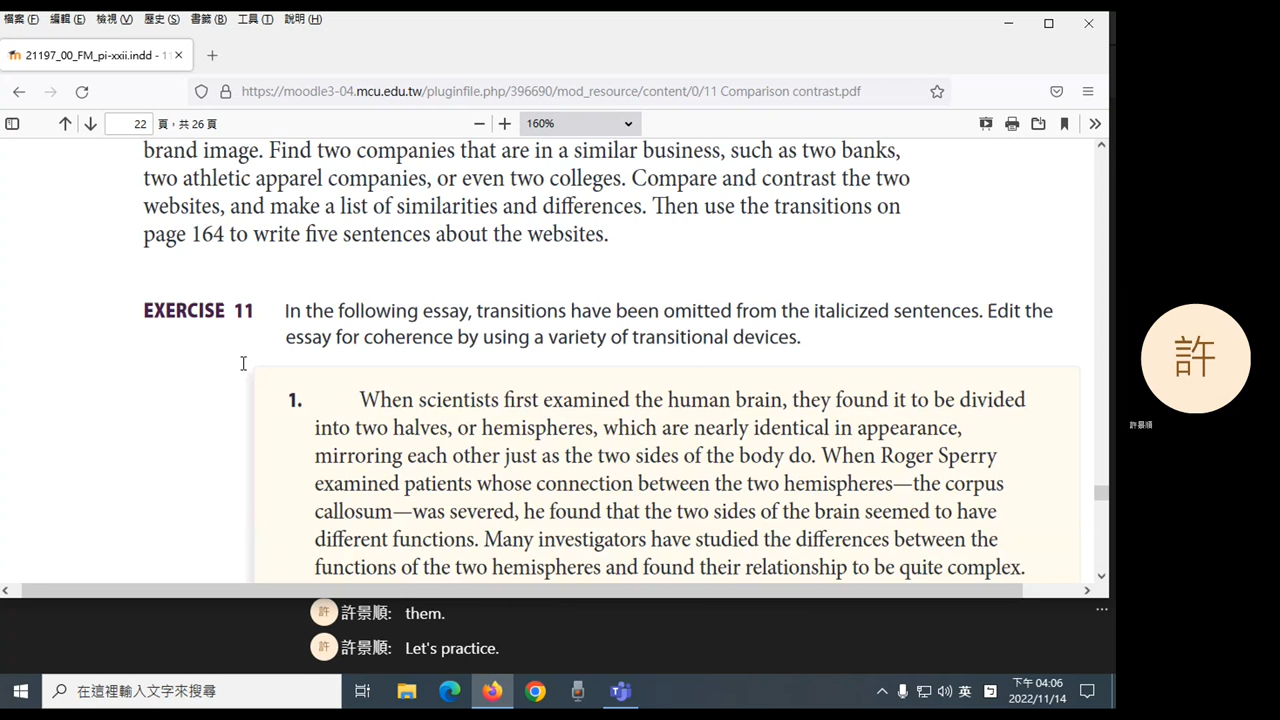 檔案(F) 編輯(E) 檢視(V) 歷史(S) 書籤(B) 工具(T) 說明(H)
21197_00_FM_pi-xxii.indd - 11
https://moodle3-04.mcu.edu.tw/pluginfile.php/396690/mod_resource/content/0/11 Comparison contrast.pdf
22 頁，共 26 頁 160%
brand image. Find two companies that are in a similar business, such as two banks,
two athletic apparel companies, or even two colleges. Compare and contrast the two
websites, and make a list of similarities and differences. Then use the transitions on
page 164 to write five sentences about the websites.
EXERCISE 11 In the following essay, transitions have been omitted from the italicized sentences. Edit the
essay for coherence by using a variety of transitional devices.
1. When scientists first examined the human brain, they found it to be divided
into two halves, or hemispheres, which are nearly identical in appearance,
mirroring each other just as the two sides of the body do. When Roger Sperry
examined patients whose connection between the two hemispheres—the corpus
callosum—was severed, he found that the two sides of the brain seemed to have
different functions. Many investigators have studied the differences between the
functions of the two hemispheres and found their relationship to be quite complex.
許
許景順
許 許景順: them.
許 許景順: Let's practice.
在這裡輸入文字來搜尋
英
下午 04:06
2022/11/14